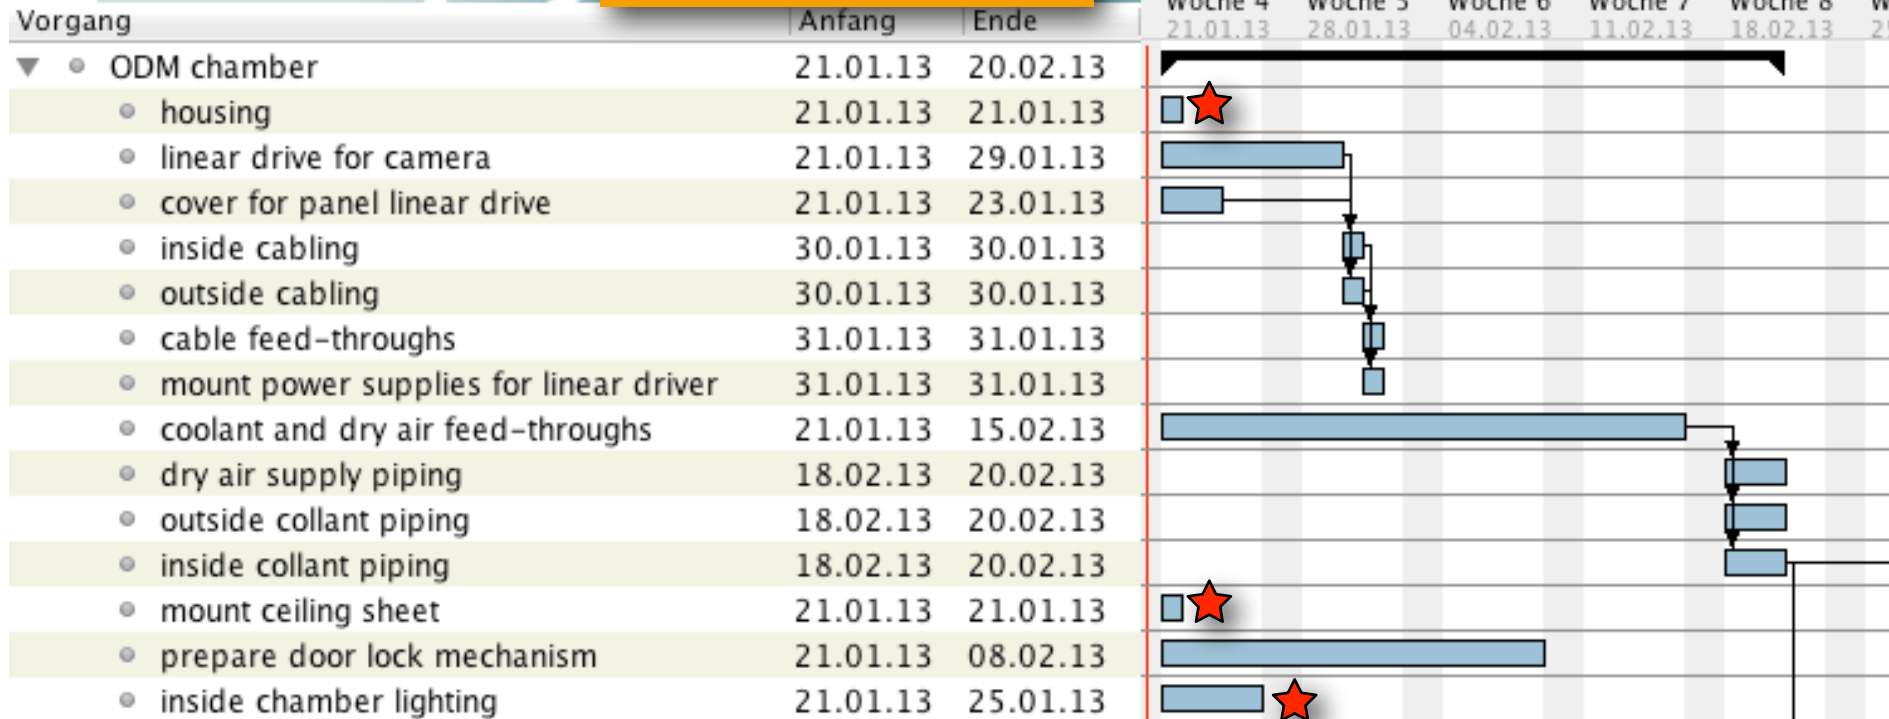 Vorgang Anfang Ende Woche 4 Woche 5 Woche 6 Woche 7 Woche 8
21.01.13 28.01.13 04.02.13 11.02.13 18.02.13
ODM chamber 21.01.13 20.02.13
housing 21.01.13 21.01.13
linear drive for camera 21.01.13 29.01.13
cover for panel linear drive 21.01.13 23.01.13
inside cabling 30.01.13 30.01.13
outside cabling 30.01.13 30.01.13
cable feed-throughs 31.01.13 31.01.13
mount power supplies for linear driver 31.01.13 31.01.13
coolant and dry air feed-throughs 21.01.13 15.02.13
dry air supply piping 18.02.13 20.02.13
outside collant piping 18.02.13 20.02.13
inside collant piping 18.02.13 20.02.13
mount ceiling sheet 21.01.13 21.01.13
prepare door lock mechanism 21.01.13 08.02.13
inside chamber lighting 21.01.13 25.01.13